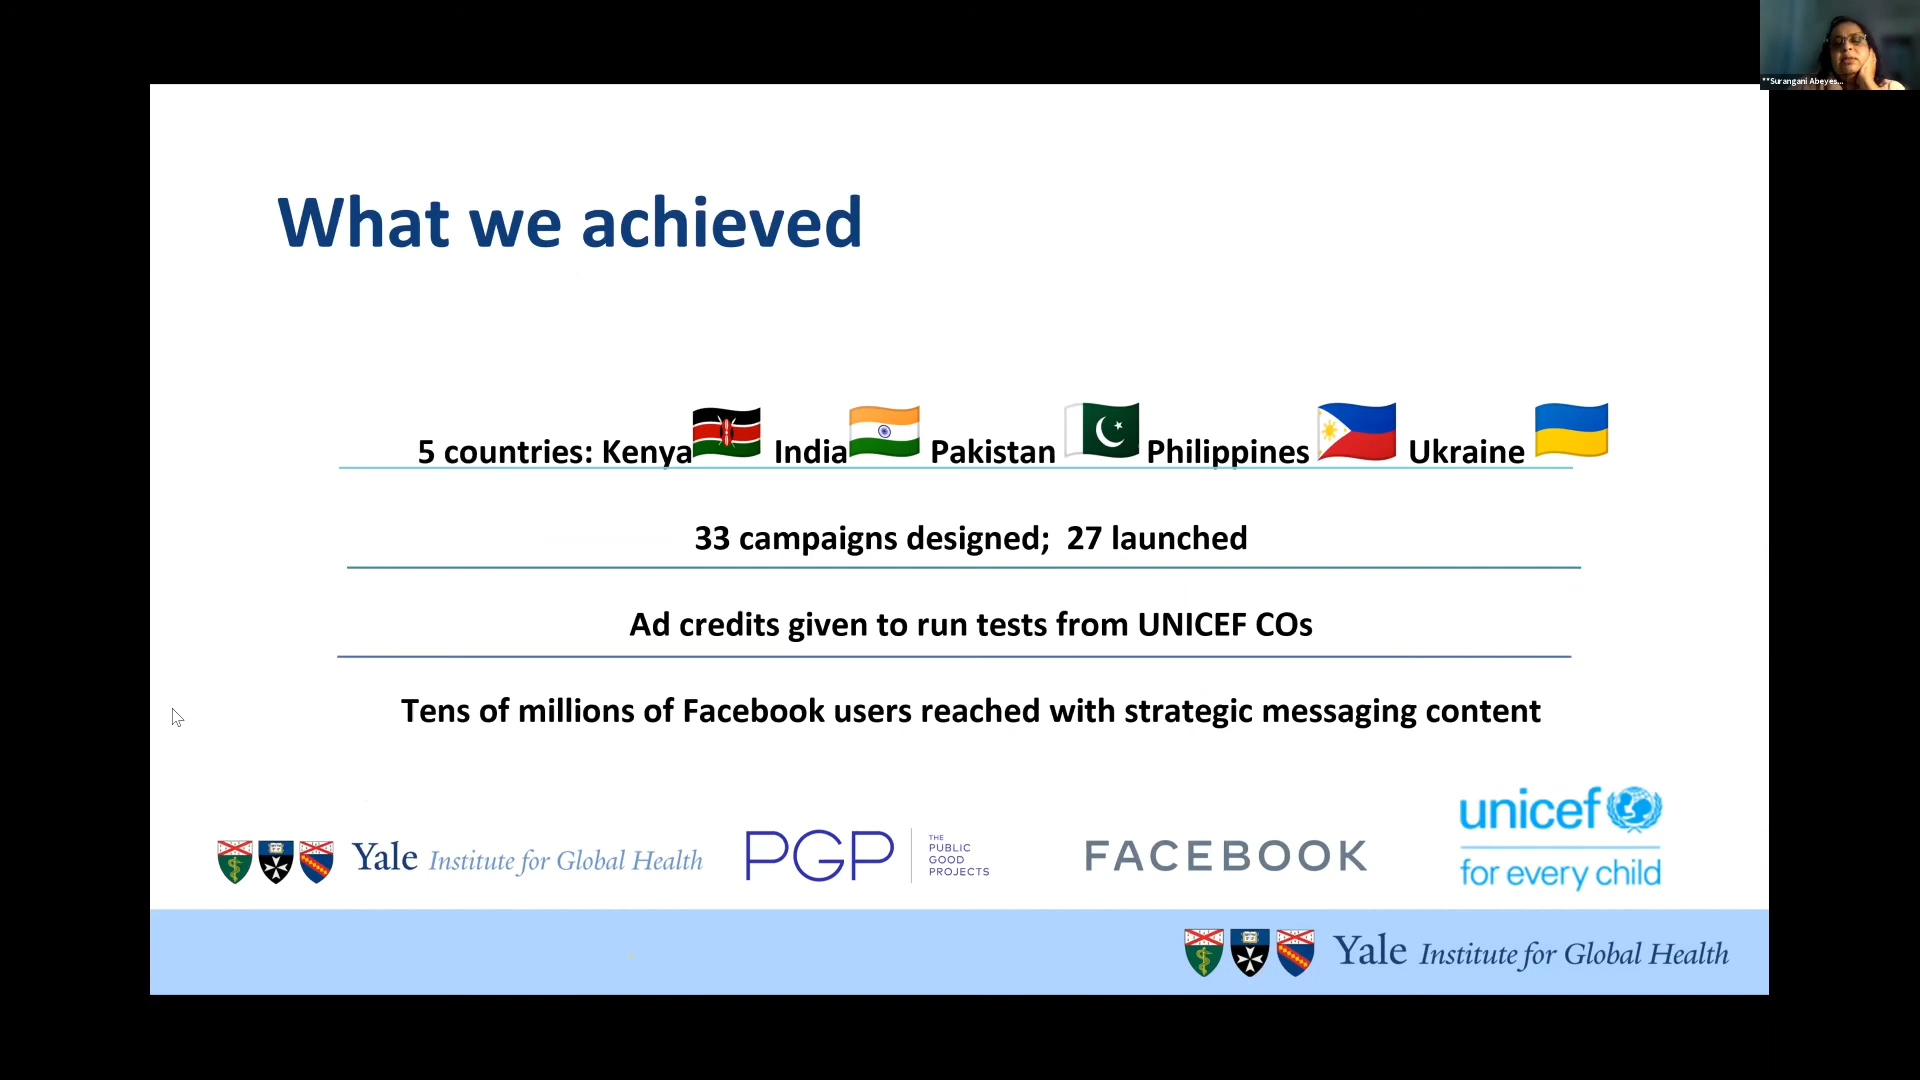 **Surangani Abeyes...
What we achieved
5 countries: Kenya India Pakistan Philippines Ukraine
33 campaigns designed; 27 launched
Ad credits given to run tests from UNICEF COs
Tens of millions of Facebook users reached with strategic messaging content
Yale Institute for Global Health
PGP
THE
PUBLIC
GOOD
PROJECTS
FACEBOOK
unicef
for every child
Yale Institute for Global Health